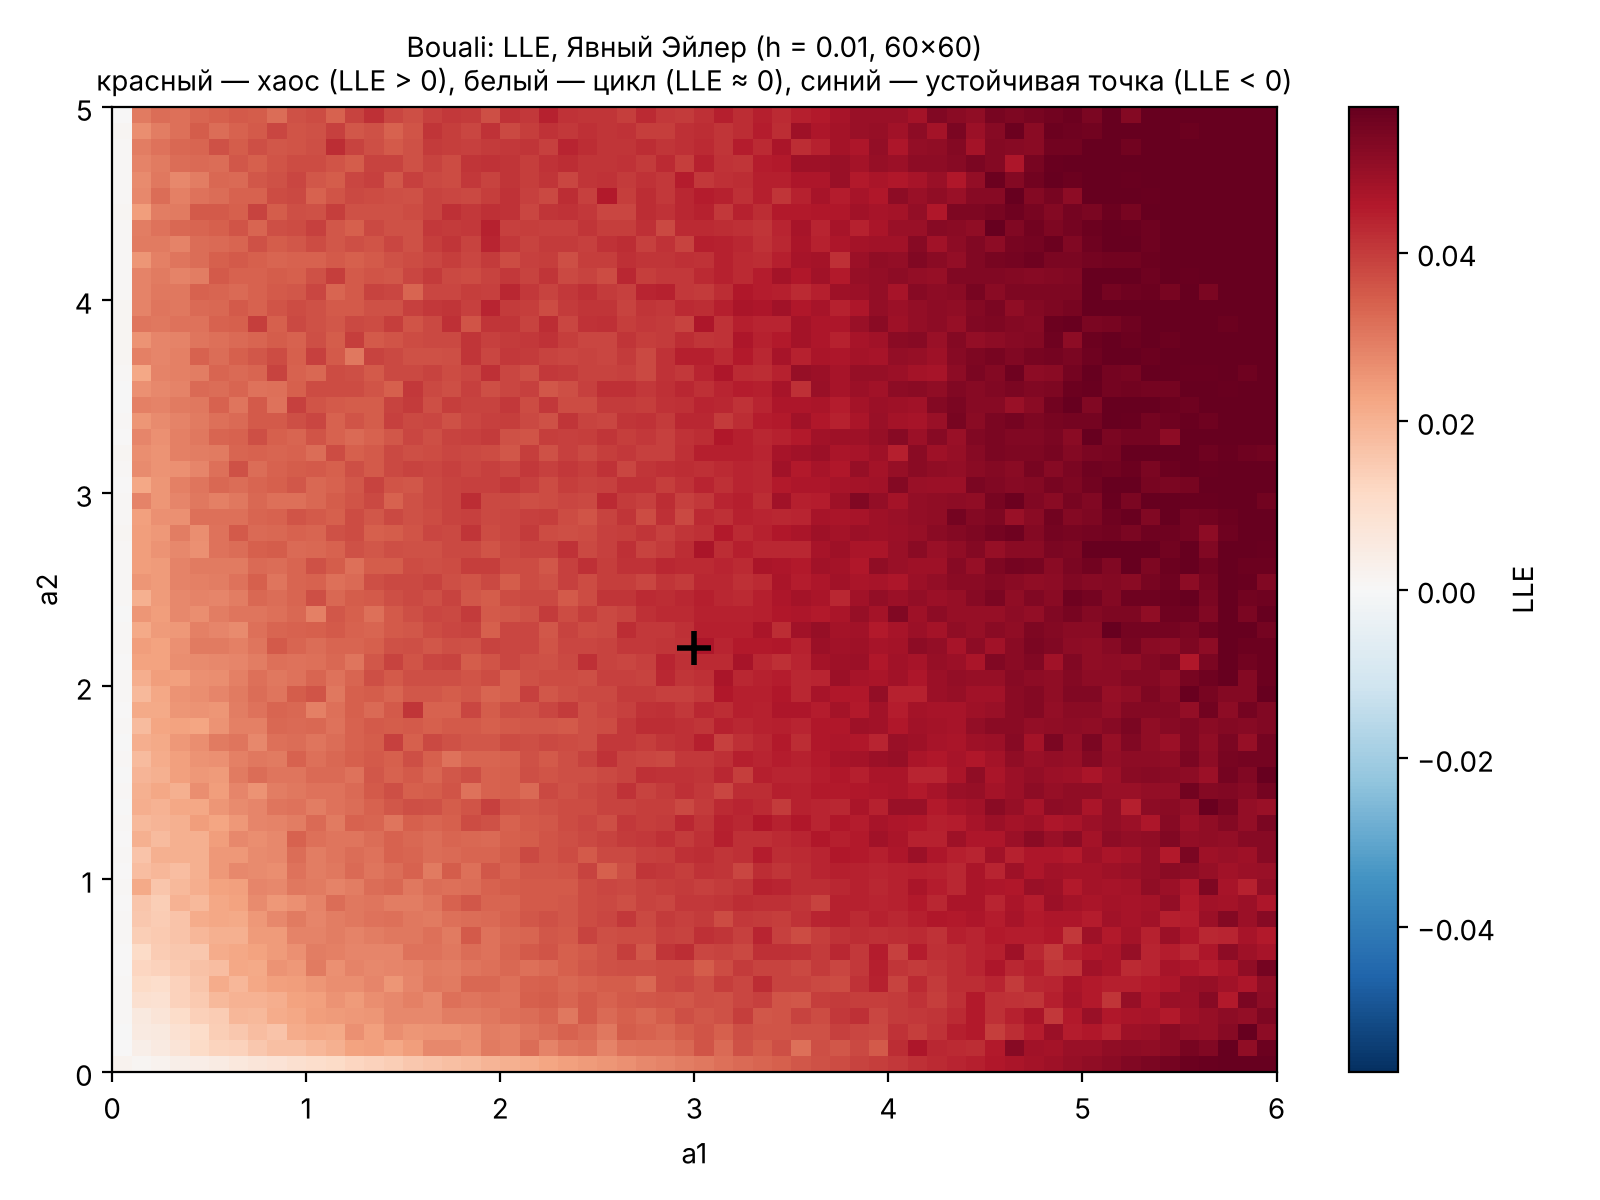 Bouali: LLE, Явный Эйлер (h = 0.01, 60×60)
красный — хаос (LLE > 0), белый — цикл (LLE ≈ 0), синий — устойчивая точка (LLE < 0)
5
4
3
2
1
0
a2
0 1 2 3 4 5 6
a1
0.04
0.02
0.00
−0.02
−0.04
LLE